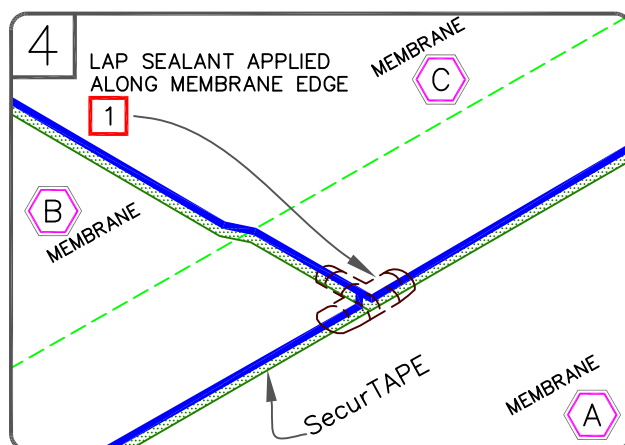 4
LAP SEALANT APPLIED
ALONG MEMBRANE EDGE
1
MEMBRANE
C
B
MEMBRANE
SecurTAPE
MEMBRANE
A